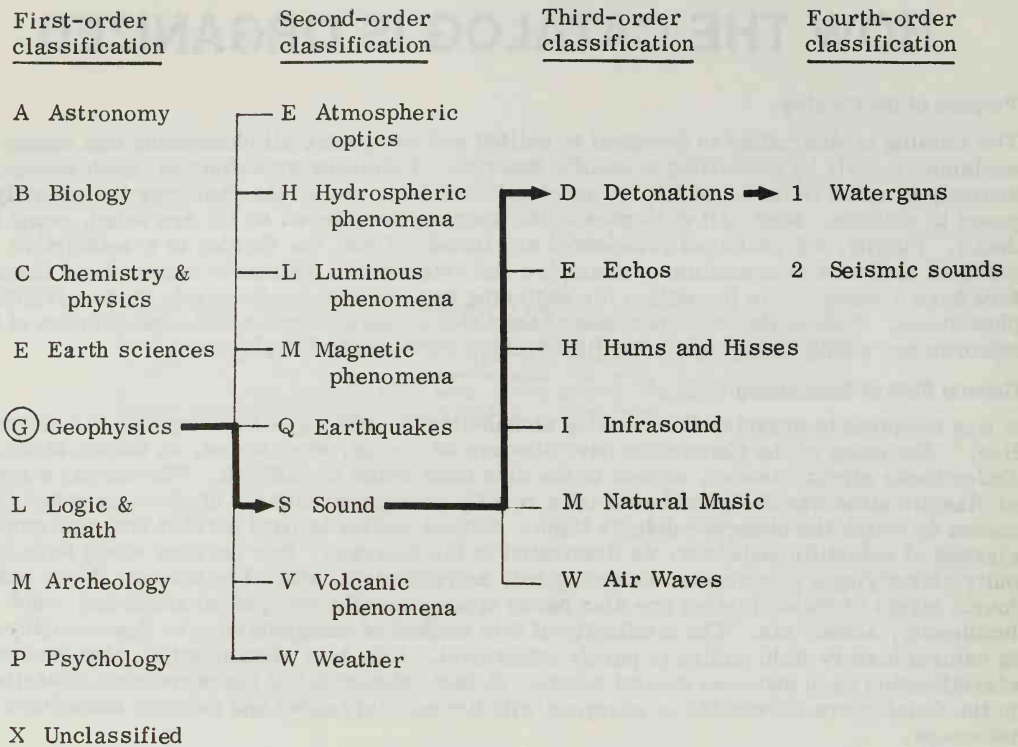 First-order
classification
A Astronomy
B Biology
C Chemistry &
physics
E Earth sciences
G Geophysics
L Logic &
math
M Archeology
P Psychology
X Unclassified
Second-order
classification
E Atmospheric
optics
H Hydrospheric
phenomena
L Luminous
phenomena
M Magnetic
phenomena
Q Earthquakes
S Sound
V Volcanic
phenomena
W Weather
Third-order
classification
D Detonations
E Echos
H Hums and Hisses
I Infrasound
M Natural Music
W Air Waves
Fourth-order
classification
1 Waterguns
2 Seismic sounds